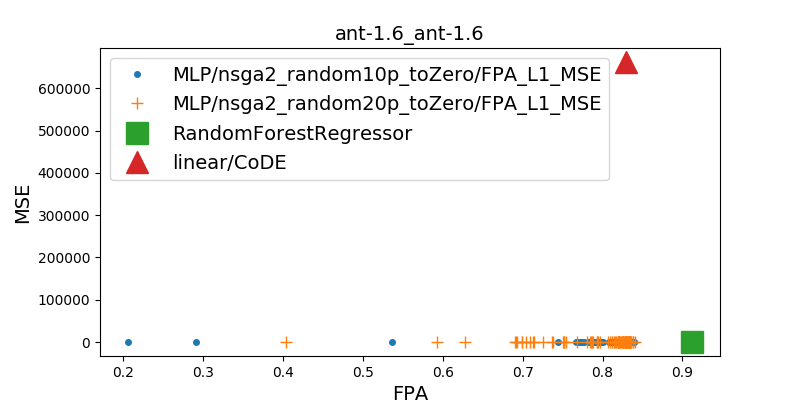 ant-1.6_ant-1.6
MLP/nsga2_random10p_toZero/FPA_L1_MSE
MLP/nsga2_random20p_toZero/FPA_L1_MSE
RandomForestRegressor
linear/CoDE
MSE
600000
500000
400000
300000
200000
100000
0
0.2 0.3 0.4 0.5 0.6 0.7 0.8 0.9
FPA